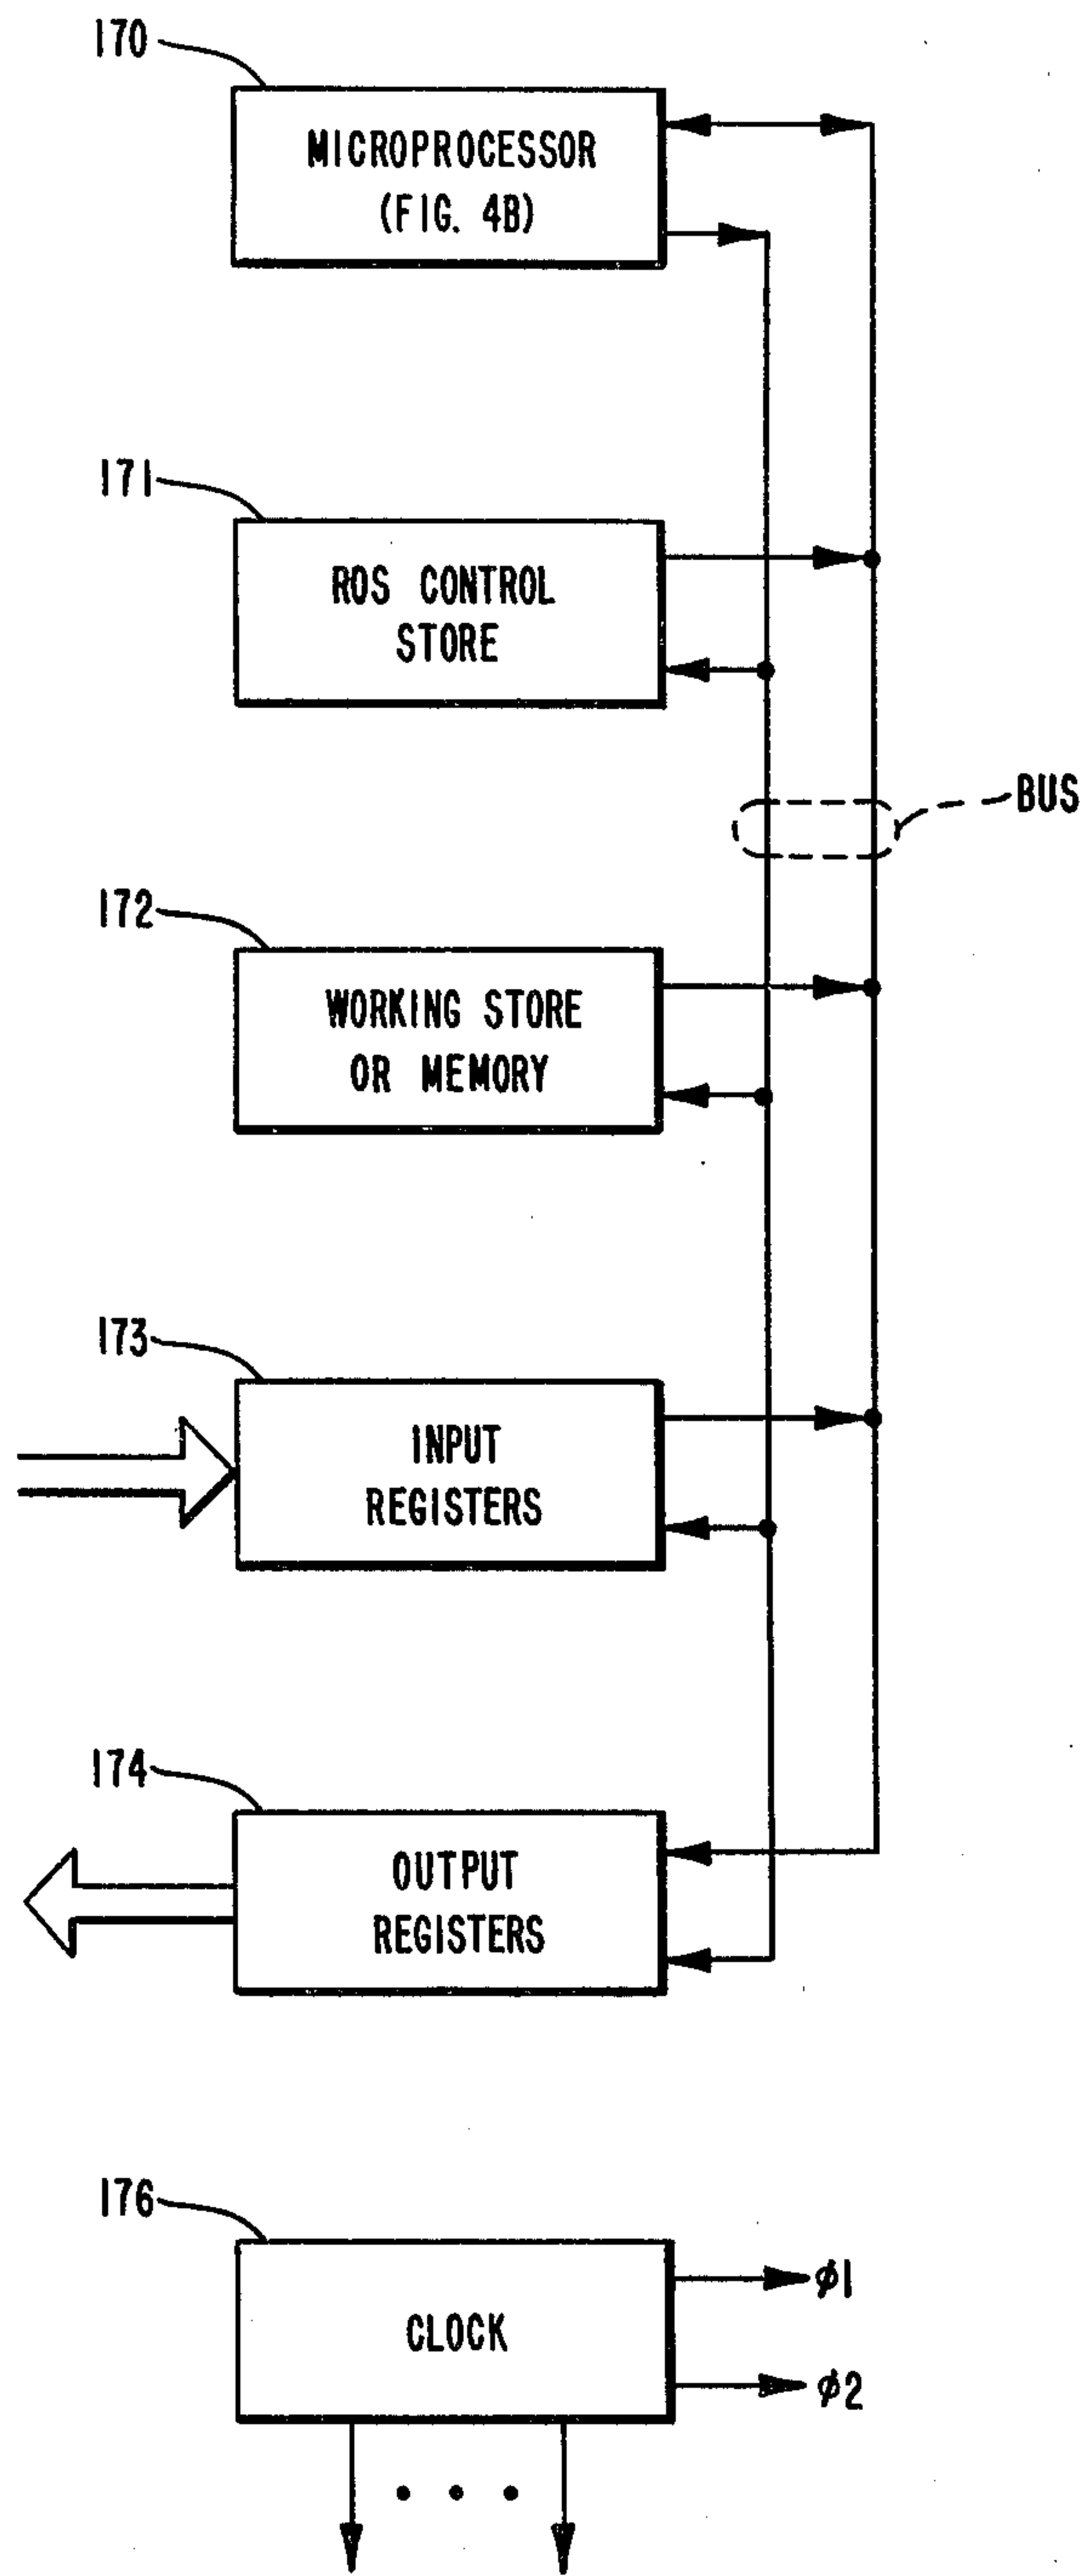 170
MICROPROCESSOR
(FIG. 4B)
171
ROS CONTROL
STORE
BUS
172
WORKING STORE
OR MEMORY
173
INPUT
REGISTERS
174
OUTPUT
REGISTERS
176
CLOCK
φ1
φ2